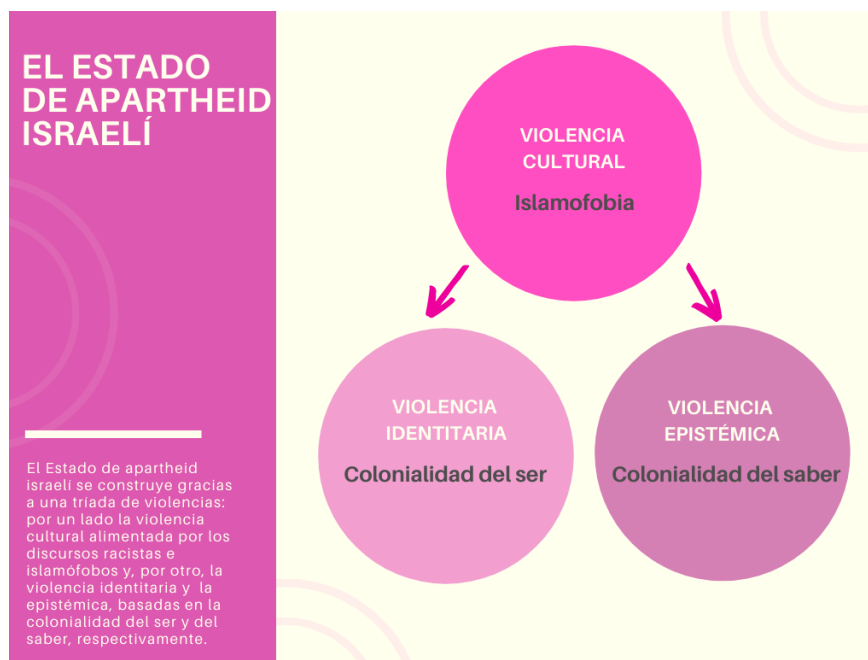 EL ESTADO
DE APARTHEID
ISRAELÍ
El Estado de apartheid
israelí se construye gracias
a una tríada de violencias:
por un lado la violencia
cultural alimentada por los
discursos racistas e
islamófobos y, por otro, la
violencia identitaria y la
epistémica, basadas en la
colonialidad del ser y del
saber, respectivamente.
VIOLENCIA
CULTURAL
Islamofobia
VIOLENCIA
IDENTITARIA
Colonialidad del ser
VIOLENCIA
EPISTÉMICA
Colonialidad del saber